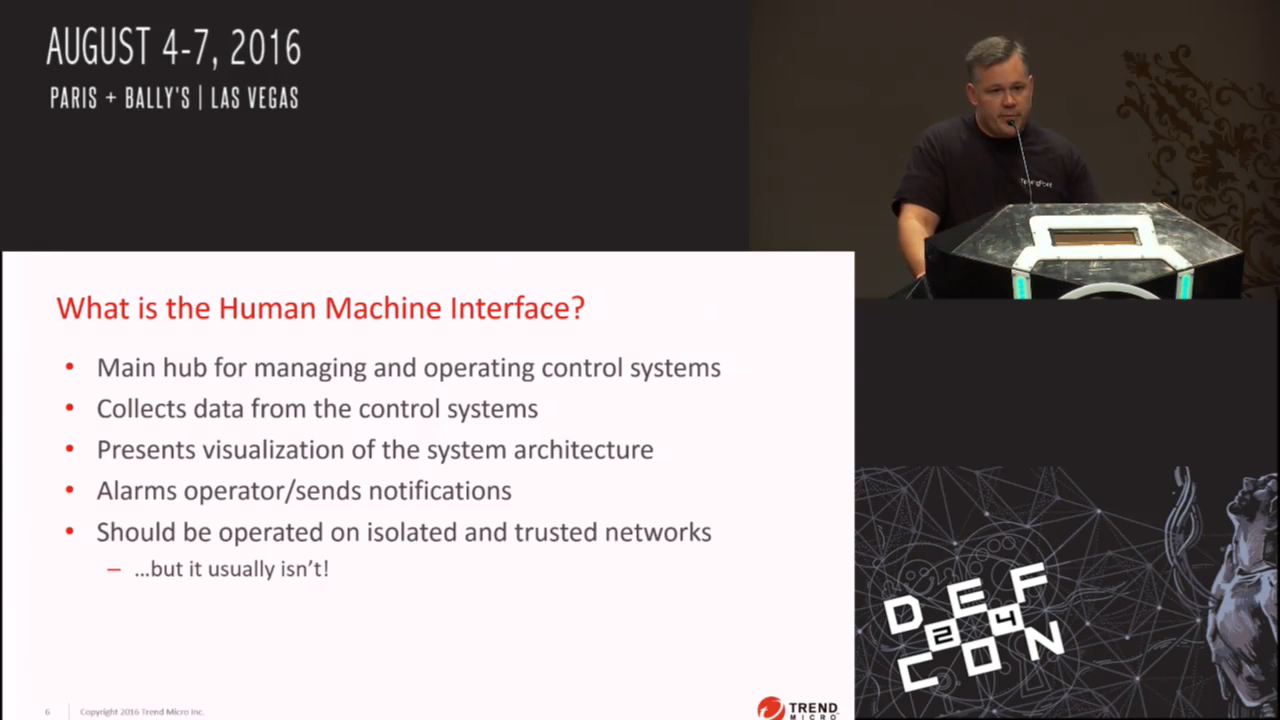 AUGUST 4-7, 2016
PARIS + BALLY'S | LAS VEGAS
What is the Human Machine Interface?
• Main hub for managing and operating control systems
• Collects data from the control systems
• Presents visualization of the system architecture
• Alarms operator/sends notifications
• Should be operated on isolated and trusted networks
– …but it usually isn't!
6
Copyright 2016 Trend Micro Inc.
TREND
MICRO
DEF
24
CON